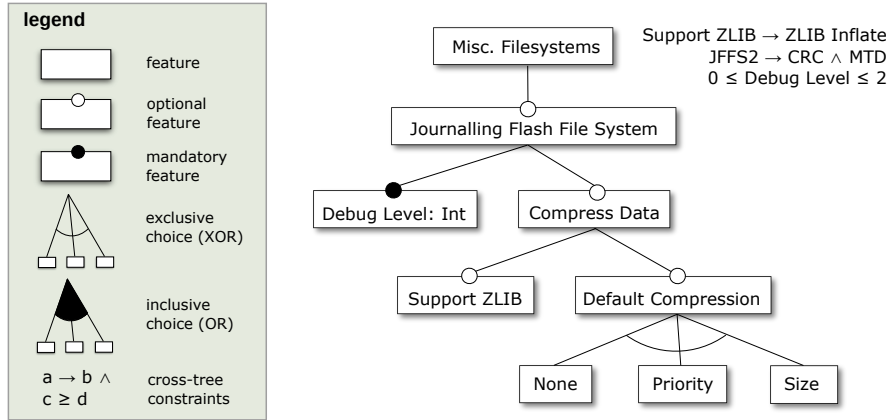 legend
feature
optional
feature
mandatory
feature
exclusive
choice (XOR)
inclusive
choice (OR)
a → b ∧
c ≥ d
cross-tree
constraints
Misc. Filesystems
Support ZLIB → ZLIB Inflate
JFFS2 → CRC ∧ MTD
0 ≤ Debug Level ≤ 2
Journalling Flash File System
Debug Level: Int
Compress Data
Support ZLIB
Default Compression
None
Priority
Size